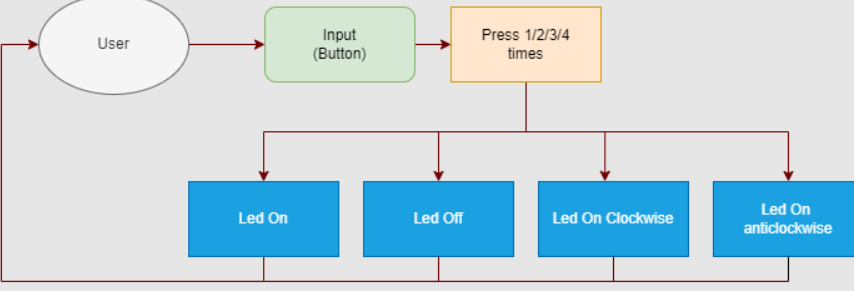 User
Input
(Button)
Press 1/2/3/4
times
Led On
Led Off
Led On Clockwise
Led On
anticlockwise